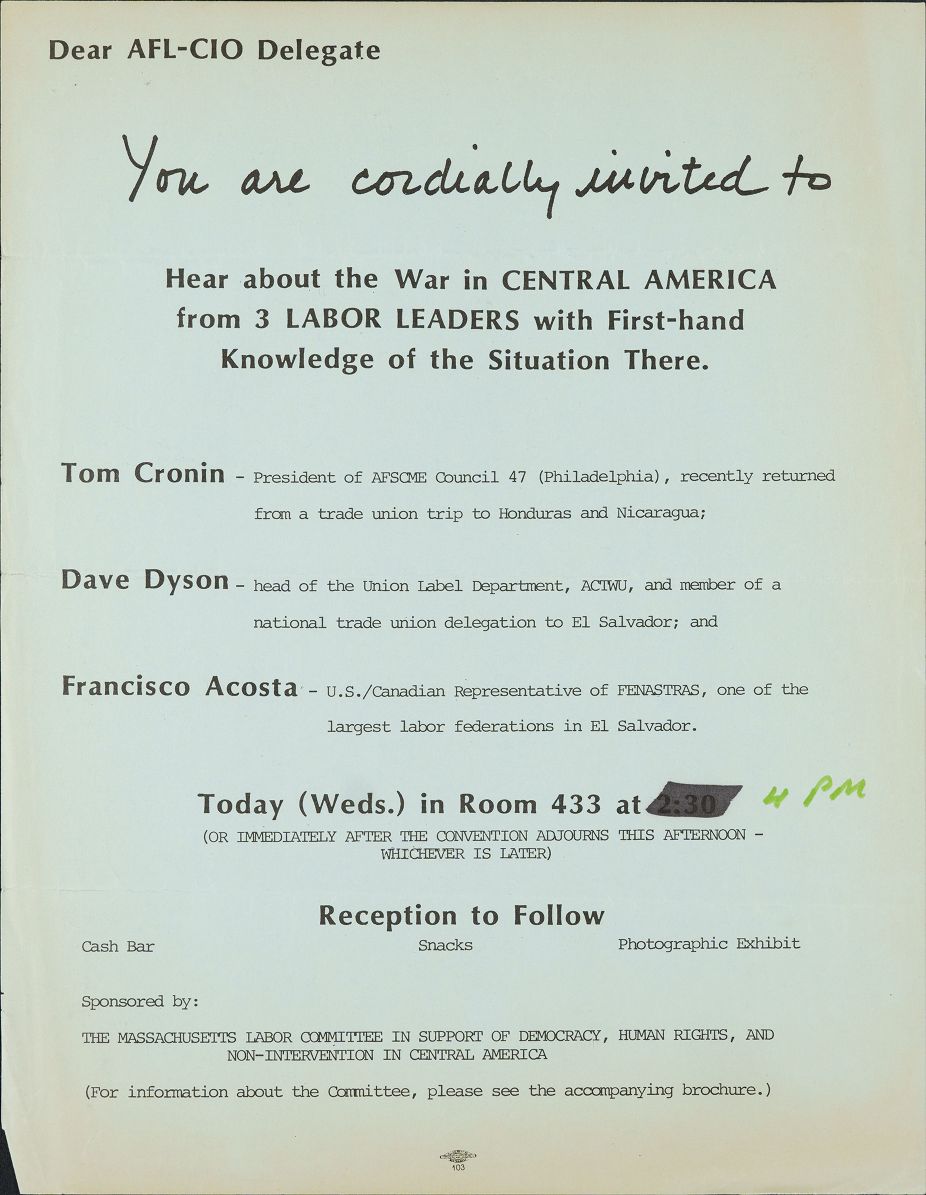 Dear AFL-CIO Delegate
You are cordially invited to
Hear about the War in CENTRAL AMERICA
from 3 LABOR LEADERS with First-hand
Knowledge of the Situation There.
Tom Cronin - President of AFSCME Council 47 (Philadelphia), recently returned
from a trade union trip to Honduras and Nicaragua;
Dave Dyson - head of the Union Label Department, ACTWU, and member of a
national trade union delegation to El Salvador; and
Francisco Acosta - U.S./Canadian Representative of FENASTRAS, one of the
largest labor federations in El Salvador.
Today (Weds.) in Room 433 at 2:30 4 PM
(OR IMMEDIATELY AFTER THE CONVENTION ADJOURNS THIS AFTERNOON -
WHICHEVER IS LATER)
Reception to Follow
Cash Bar Snacks Photographic Exhibit
Sponsored by:
THE MASSACHUSETTS LABOR COMMITTEE IN SUPPORT OF DEMOCRACY, HUMAN RIGHTS, AND
NON-INTERVENTION IN CENTRAL AMERICA
(For information about the Committee, please see the accompanying brochure.)
103